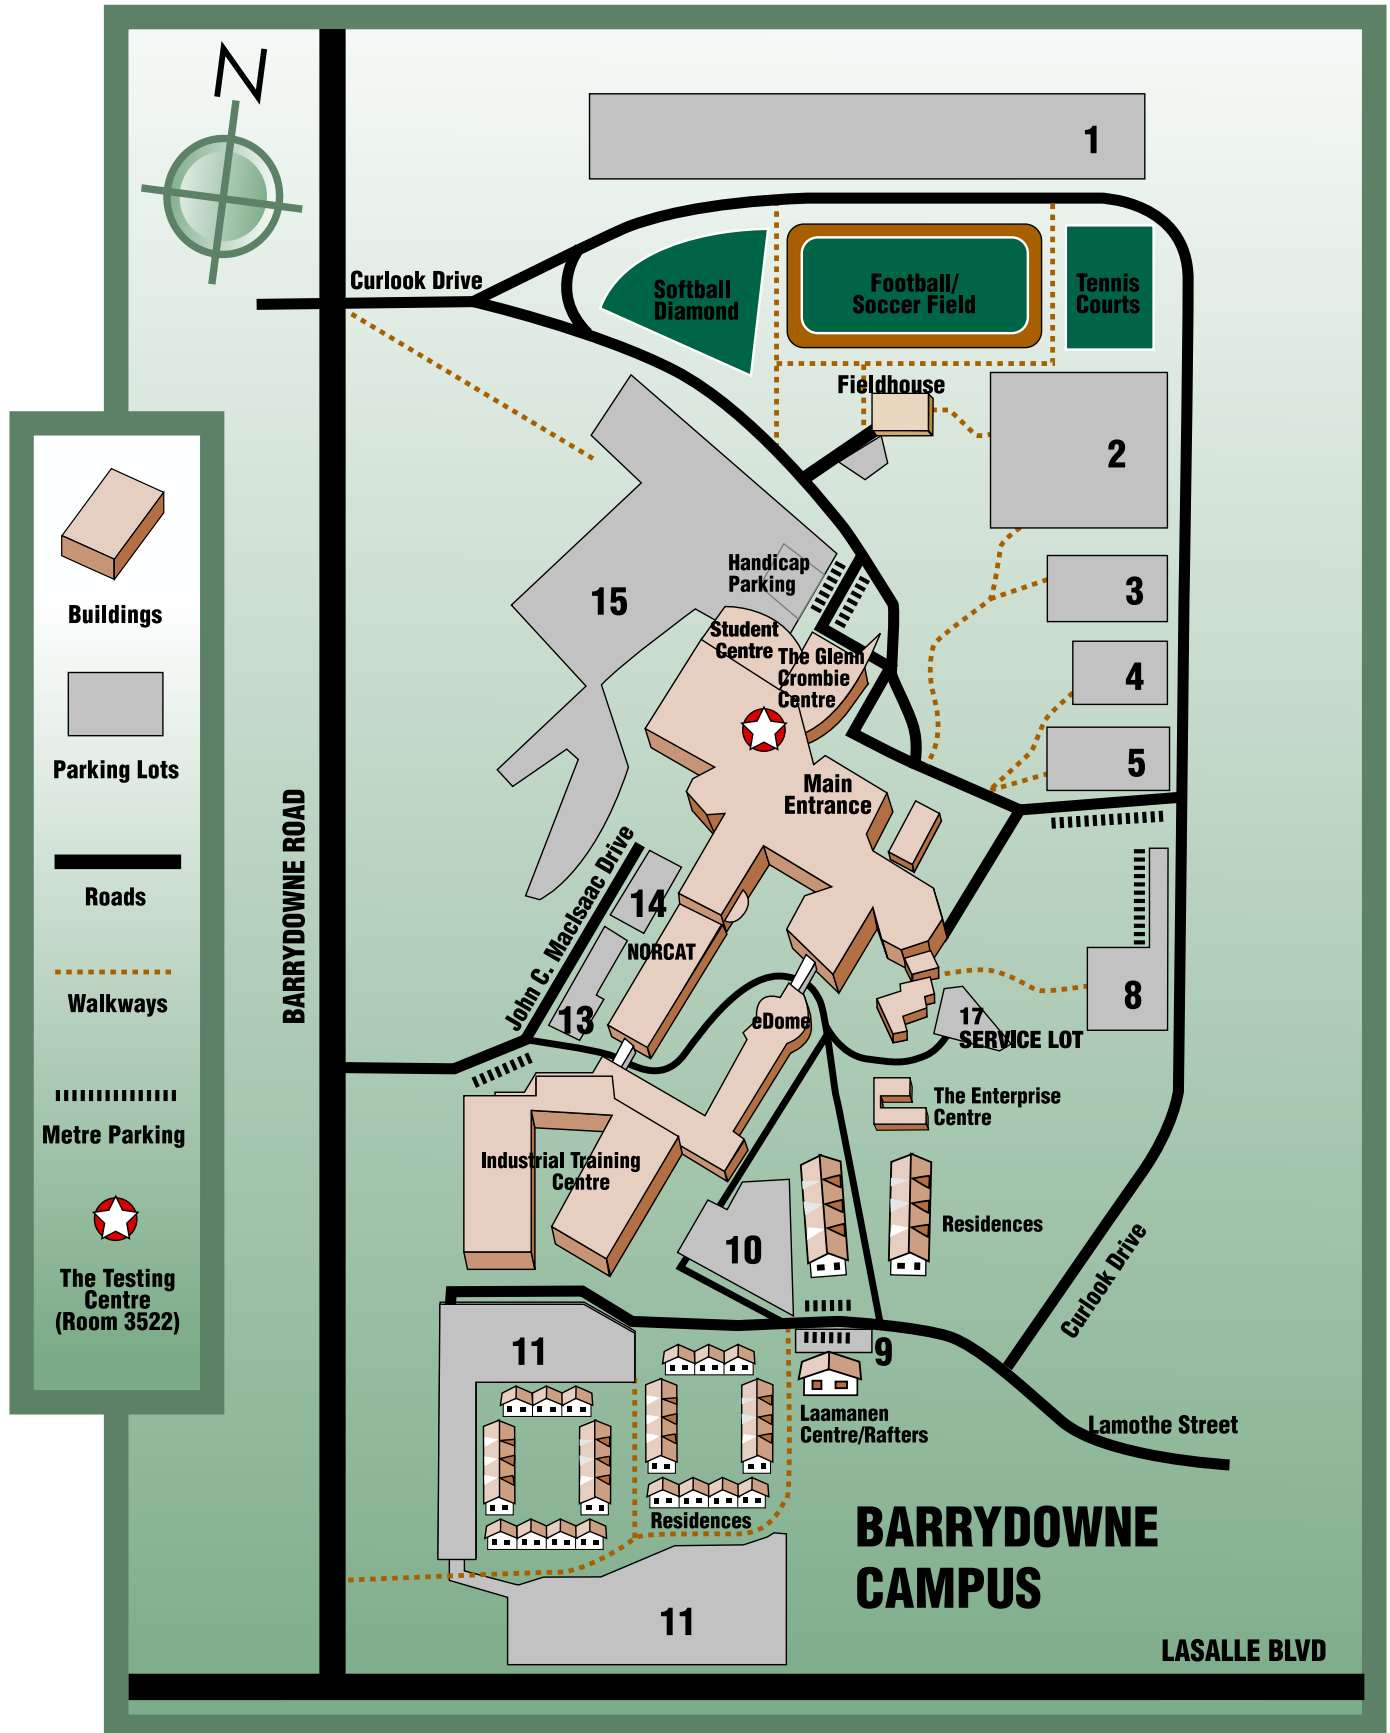 N
1
Curlook Drive
Softball
Diamond
Football/
Soccer Field
Tennis
Courts
Fieldhouse
2
Handicap
Parking
15
3
Student
Centre
The Glenn
Crombie
Centre
4
5
Main
Entrance
BARRYDOWNE ROAD
John C. MacIsaac Drive
14
NORCAT
13
eDome
8
17
SERVICE LOT
The Enterprise
Centre
Industrial Training
Centre
Residences
10
Curlook Drive
11
9
Laamanen
Centre/Rafters
Lamothe Street
Residences
11
BARRYDOWNE
CAMPUS
LASALLE BLVD
Buildings
Parking Lots
Roads
Walkways
Metre Parking
The Testing
Centre
(Room 3522)